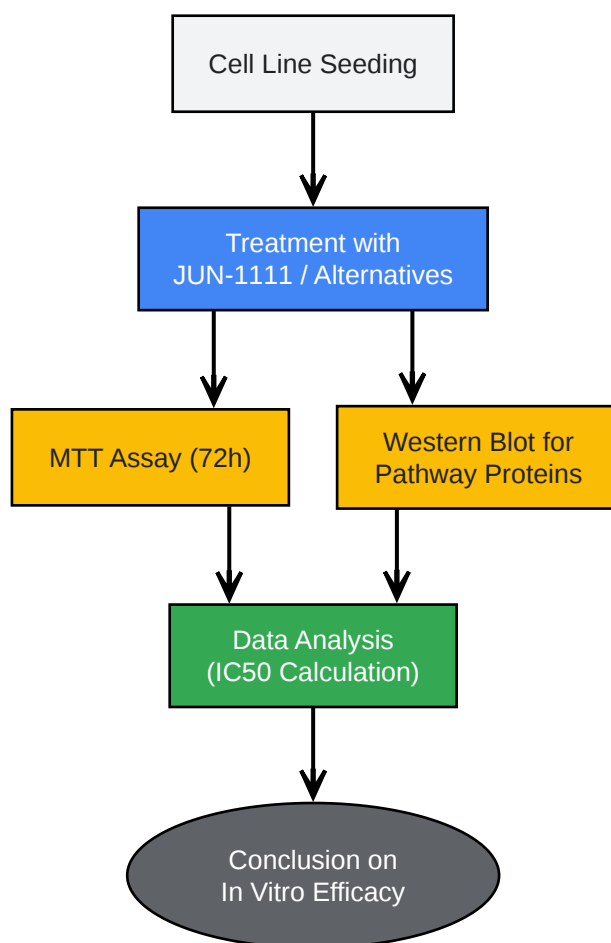 Cell Line Seeding
Treatment with
JUN-1111 / Alternatives
MTT Assay (72h)
Western Blot for
Pathway Proteins
Data Analysis
(IC50 Calculation)
Conclusion on
In Vitro Efficacy